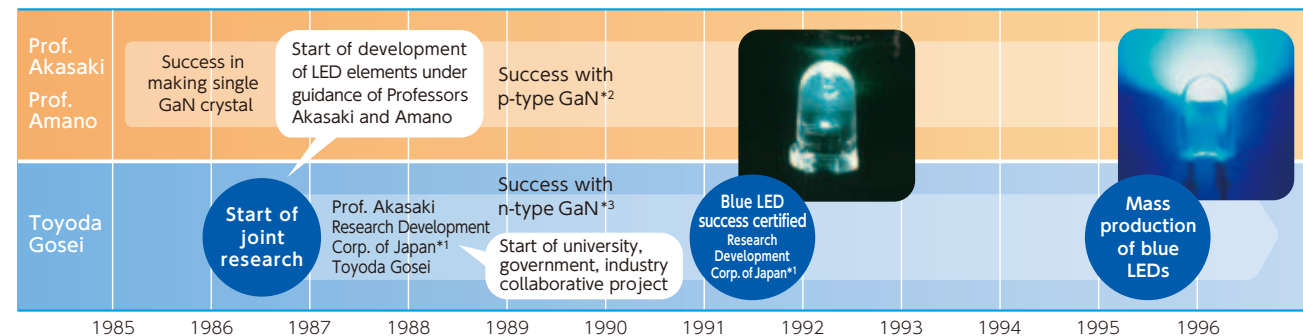 Prof.
Akasaki
Prof.
Amano
Success in
making single
GaN crystal
Start of development
of LED elements under
guidance of Professors
Akasaki and Amano
Success with
p-type GaN*2
Toyoda
Gosei
Start of
joint
research
Prof. Akasaki
Research Development
Corp. of Japan*1
Toyoda Gosei
Success with
n-type GaN*3
Start of university,
government, industry
collaborative project
Blue LED
success certified
Research
Development
Corp. of Japan*1
Mass
production
of blue
LEDs
1985 1986 1987 1988 1989 1990 1991 1992 1993 1994 1995 1996